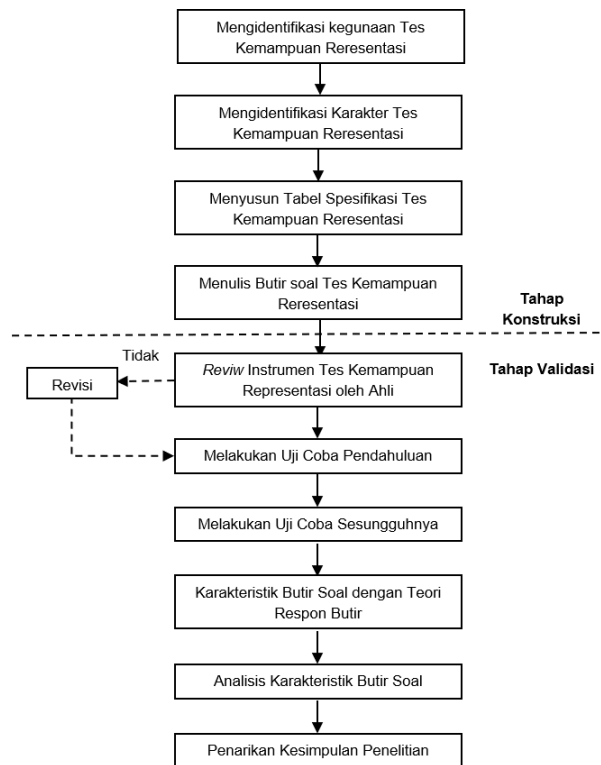 Mengidentifikasi kegunaan Tes
Kemampuan Reresentasi
Mengidentifikasi Karakter Tes
Kemampuan Reresentasi
Menyusun Tabel Spesifikasi Tes
Kemampuan Reresentasi
Menulis Butir soal Tes Kemampuan
Reresentasi
Tahap
Konstruksi
Tidak
Reviw Instrumen Tes Kemampuan
Representasi oleh Ahli
Tahap Validasi
Revisi
Melakukan Uji Coba Pendahuluan
Melakukan Uji Coba Sesungguhnya
Karakteristik Butir Soal dengan Teori
Respon Butir
Analisis Karakteristik Butir Soal
Penarikan Kesimpulan Penelitian